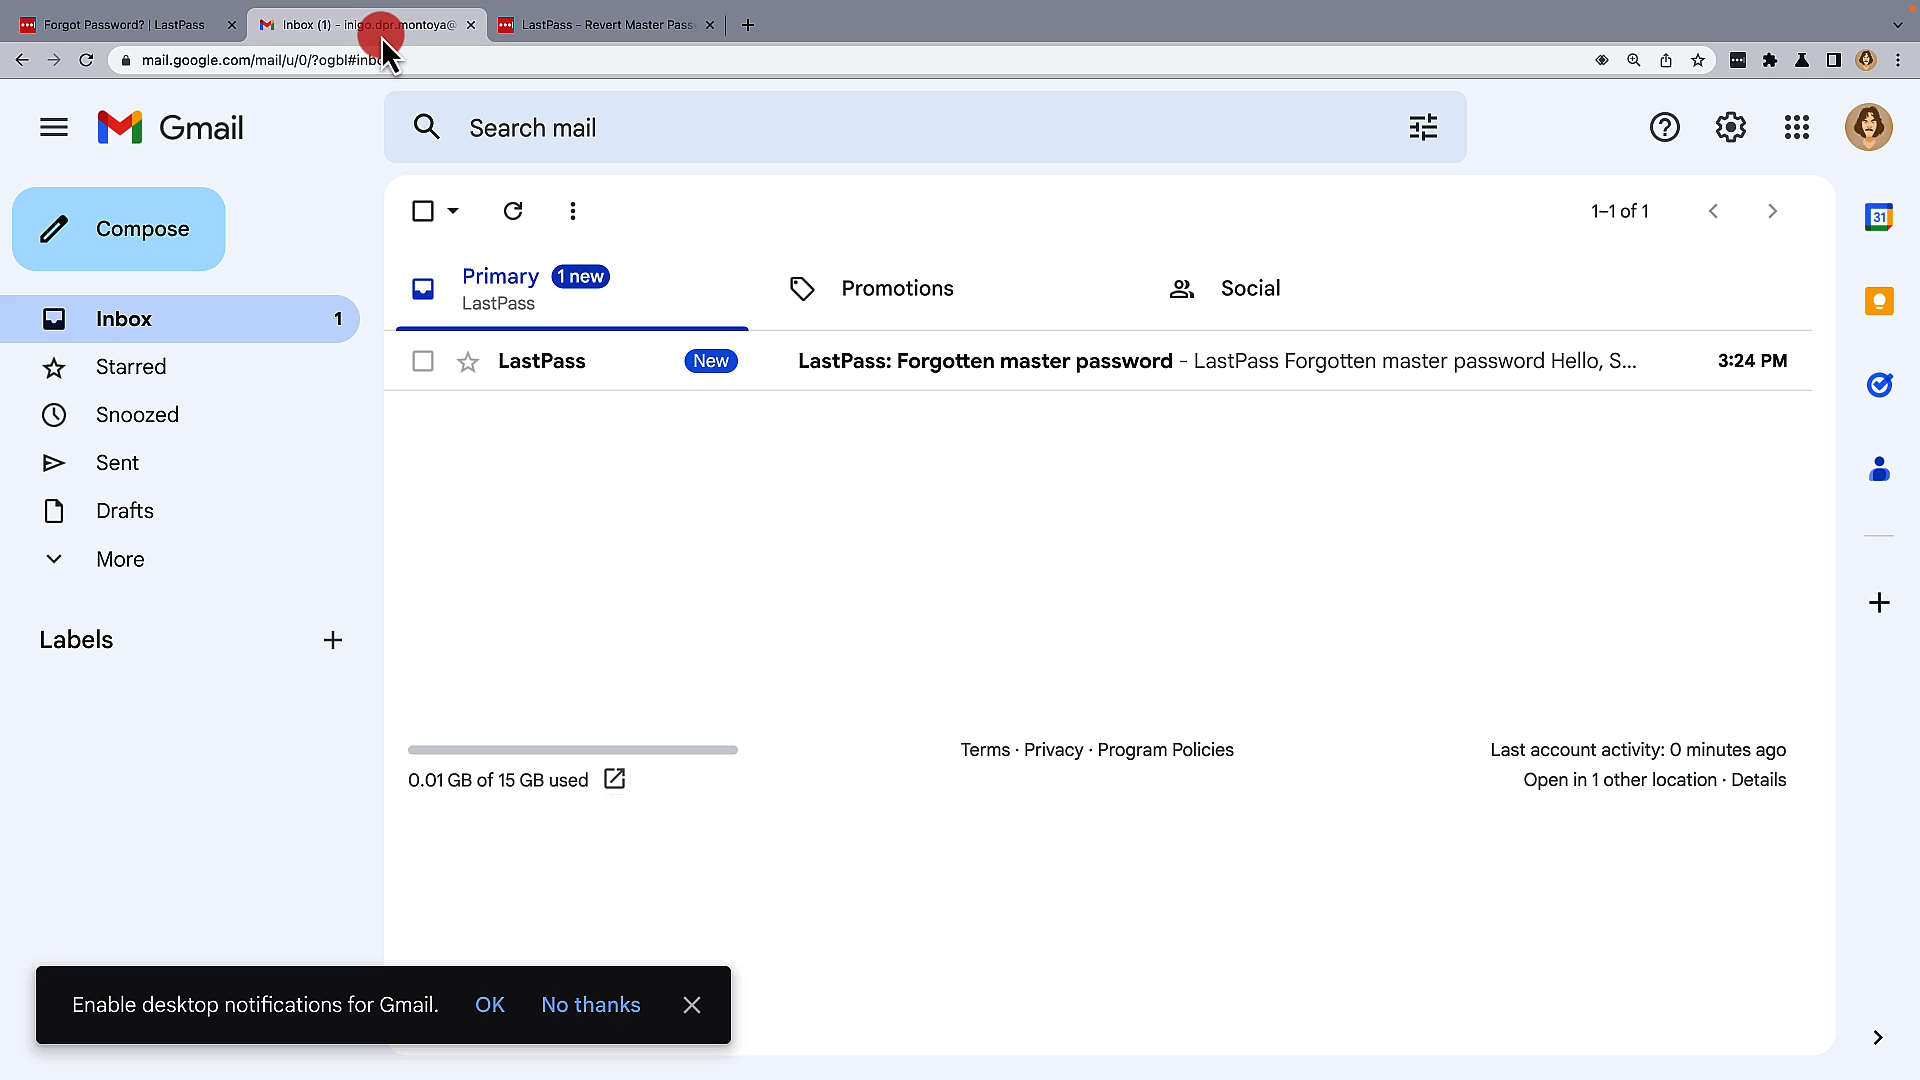 Forgot Password? | LastPass
Inbox (1) - inigo.dpr.montoya@
LastPass - Revert Master Pass
mail.google.com/mail/u/0/?ogbl#inbo
Gmail
Search mail
Compose
1–1 of 1
31
Primary 1 new
LastPass
Promotions
Social
Inbox 1
LastPass New LastPass: Forgotten master password - LastPass Forgotten master password Hello, S... 3:24 PM
Starred
Snoozed
Sent
Drafts
More
Labels
Terms · Privacy · Program Policies
Last account activity: 0 minutes ago
0.01 GB of 15 GB used
Open in 1 other location · Details
Enable desktop notifications for Gmail. OK No thanks